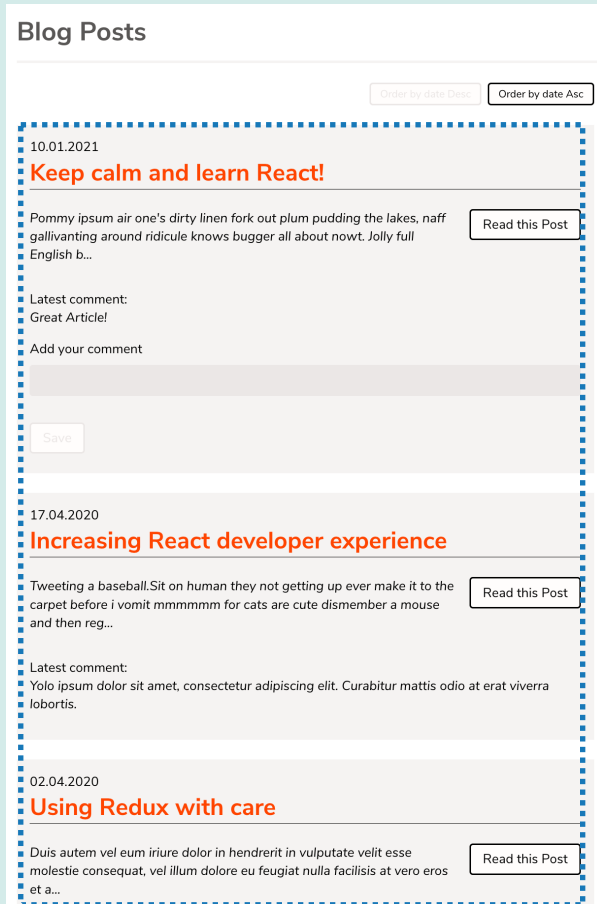 Blog Posts
Order by date Desc Order by date Asc
10.01.2021
Keep calm and learn React!
Pommy ipsum air one's dirty linen fork out plum pudding the lakes, naff
gallivanting around ridicule knows bugger all about nowt. Jolly full
English b...
Read this Post
Latest comment:
Great Article!
Add your comment
Save
17.04.2020
Increasing React developer experience
Tweeting a baseball.Sit on human they not getting up ever make it to the
carpet before i vomit mmmmmm for cats are cute dismember a mouse
and then reg...
Read this Post
Latest comment:
Yolo ipsum dolor sit amet, consectetur adipiscing elit. Curabitur mattis odio at erat viverra
lobortis.
02.04.2020
Using Redux with care
Duis autem vel eum iriure dolor in hendrerit in vulputate velit esse
molestie consequat, vel illum dolore eu feugiat nulla facilisis at vero eros
et a...
Read this Post